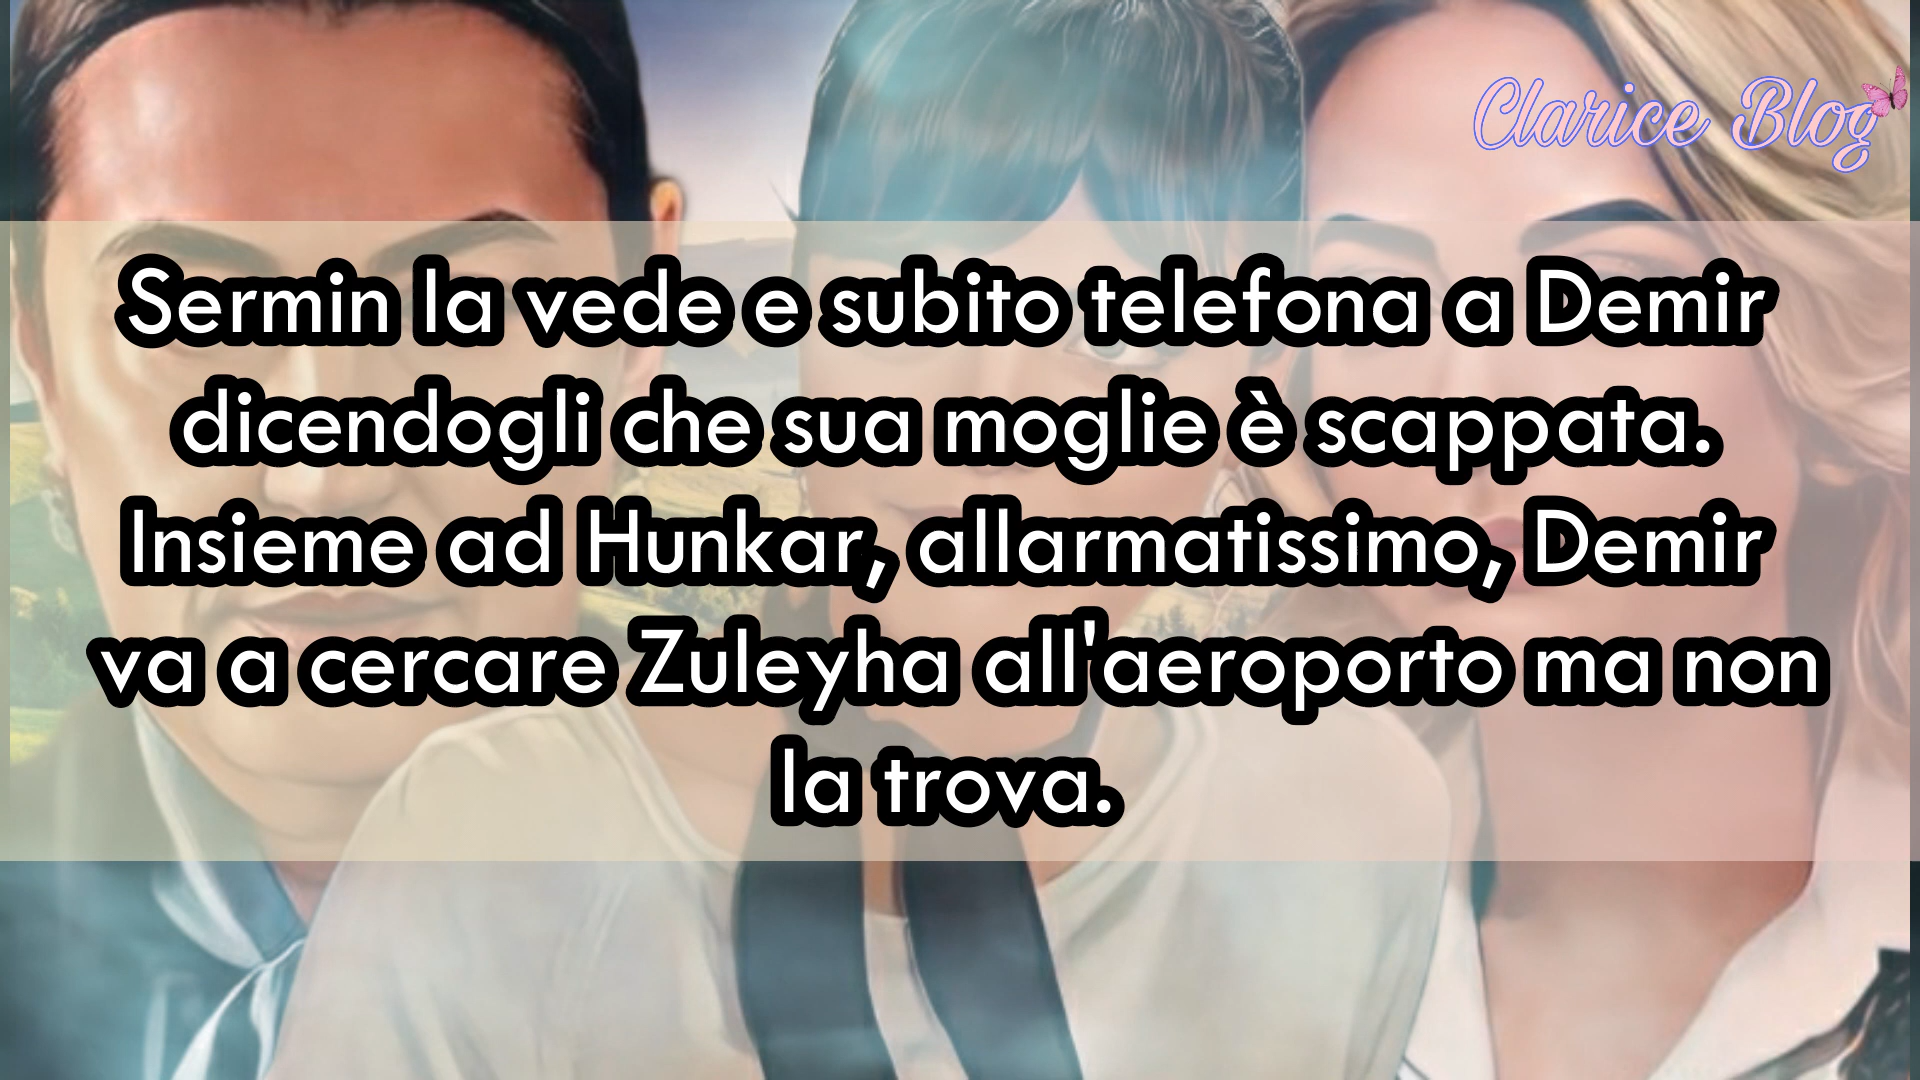 Clarice Blog
Sermin la vede e subito telefona a Demir
dicendogli che sua moglie è scappata.
Insieme ad Hunkar, allarmatissimo, Demir
va a cercare Zuleyha all'aeroporto ma non
la trova.